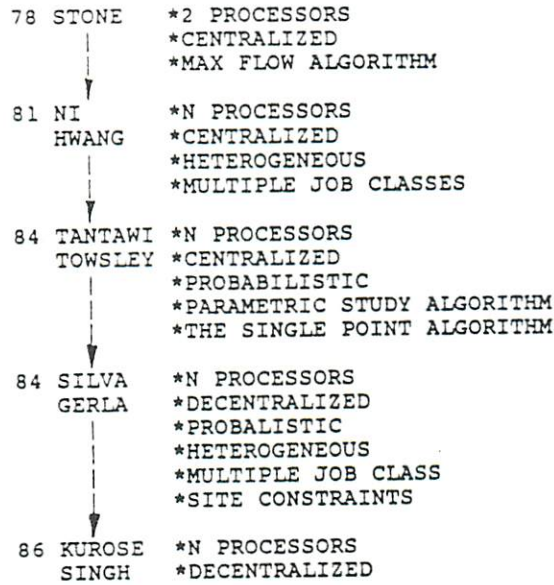 78 STONE *2 PROCESSORS
*CENTRALIZED
*MAX FLOW ALGORITHM
81 NI *N PROCESSORS
HWANG *CENTRALIZED
*HETEROGENEOUS
*MULTIPLE JOB CLASSES
84 TANTAWI *N PROCESSORS
TOWSLEY *CENTRALIZED
*PROBABILISTIC
*PARAMETRIC STUDY ALGORITHM
*THE SINGLE POINT ALGORITHM
84 SILVA *N PROCESSORS
GERLA *DECENTRALIZED
*PROBALISTIC
*HETEROGENEOUS
*MULTIPLE JOB CLASS
*SITE CONSTRAINTS
86 KUROSE *N PROCESSORS
SINGH *DECENTRALIZED